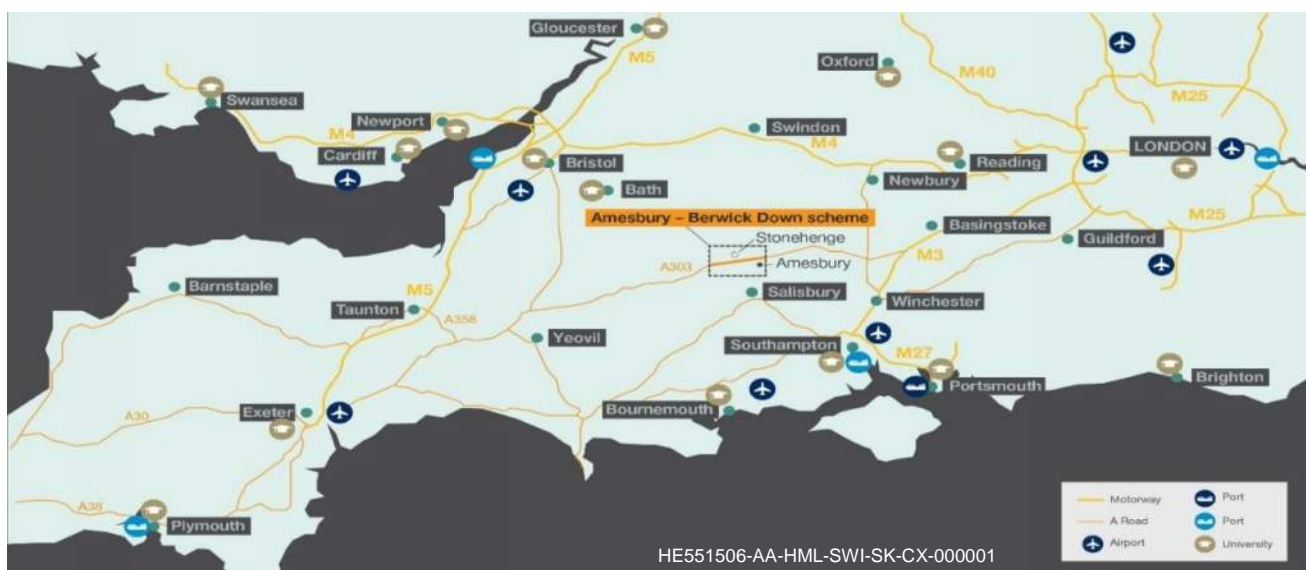 Gloucester
M5
Oxford
M40
M25
Swansea
Newport
M4
Cardiff
Bristol
Swindon
M4
Reading
LONDON
Bath
Newbury
Amesbury – Berwick Down scheme
Stonehenge
Basingstoke
M25
Guildford
A303
Amesbury
M3
Barnstaple
M5
Salisbury
Taunton
A358
Winchester
Yeovil
Southampton
M27
Portsmouth
Brighton
A30
Exeter
Bournemouth
A38
Plymouth
Motorway
Port
A Road
Port
Airport
University
HE551506-AA-HML-SWI-SK-CX-000001